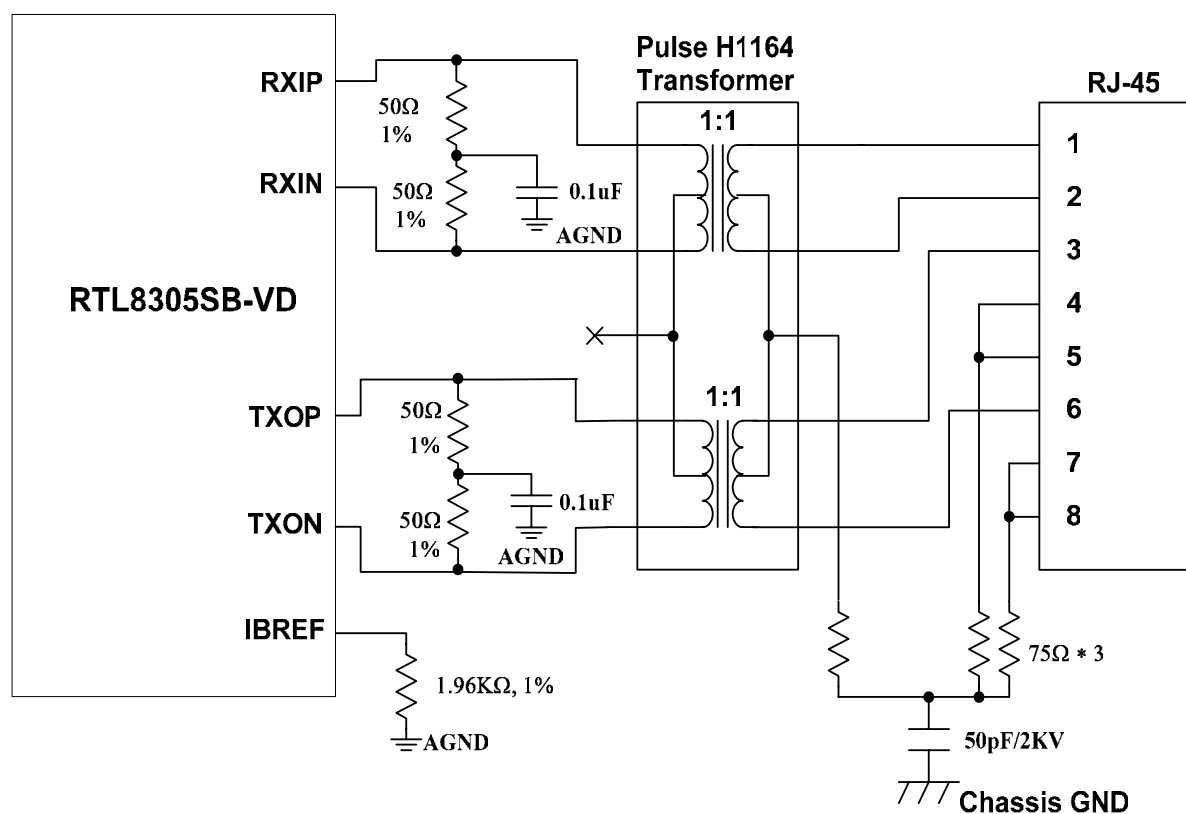 Pulse H1164
Transformer
RJ-45
RXIP
50Ω
1%
1:1
1
RXIN
50Ω
1%
0.1uF
AGND
2
3
RTL8305SB-VD
4
5
1:1
TXOP
50Ω
1%
6
7
0.1uF
TXON
50Ω
1%
AGND
8
IBREF
1.96KΩ, 1%
AGND
75Ω * 3
50pF/2KV
Chassis GND